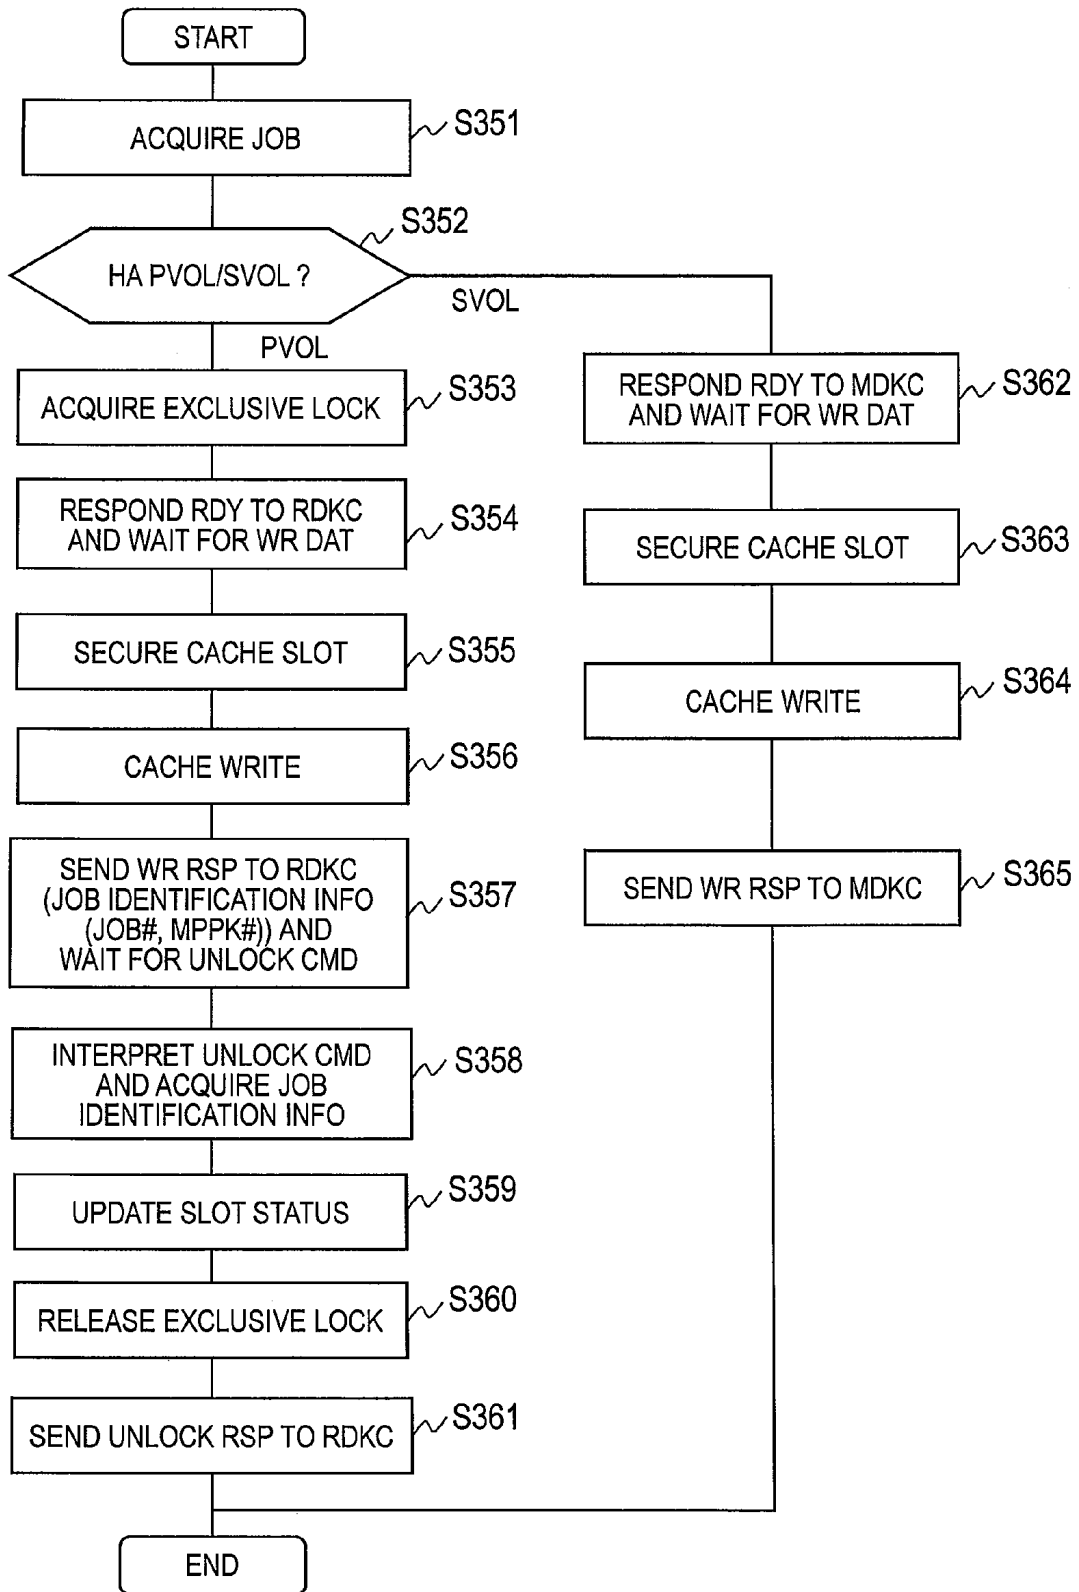 START
ACQUIRE JOB
S351
HA PVOL/SVOL ?
S352
SVOL
PVOL
ACQUIRE EXCLUSIVE LOCK
S353
RESPOND RDY TO RDKC
AND WAIT FOR WR DAT
S354
SECURE CACHE SLOT
S355
CACHE WRITE
S356
SEND WR RSP TO RDKC
(JOB IDENTIFICATION INFO
(JOB#, MPPK#)) AND
WAIT FOR UNLOCK CMD
S357
INTERPRET UNLOCK CMD
AND ACQUIRE JOB
IDENTIFICATION INFO
S358
UPDATE SLOT STATUS
S359
RELEASE EXCLUSIVE LOCK
S360
SEND UNLOCK RSP TO RDKC
S361
RESPOND RDY TO MDKC
AND WAIT FOR WR DAT
S362
SECURE CACHE SLOT
S363
CACHE WRITE
S364
SEND WR RSP TO MDKC
S365
END